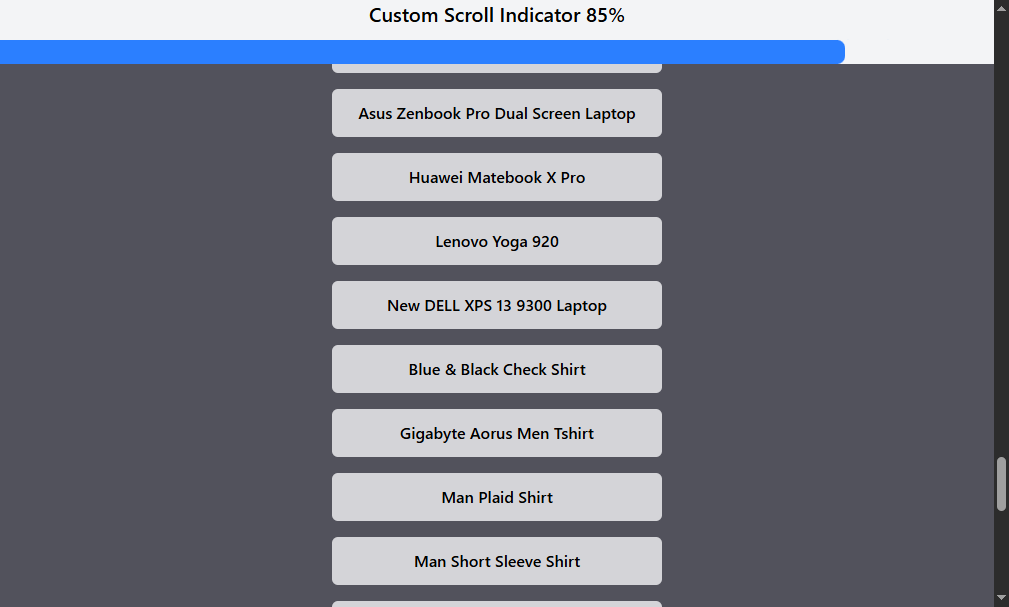 Custom Scroll Indicator 85%
Asus Zenbook Pro Dual Screen Laptop
Huawei Matebook X Pro
Lenovo Yoga 920
New DELL XPS 13 9300 Laptop
Blue & Black Check Shirt
Gigabyte Aorus Men Tshirt
Man Plaid Shirt
Man Short Sleeve Shirt